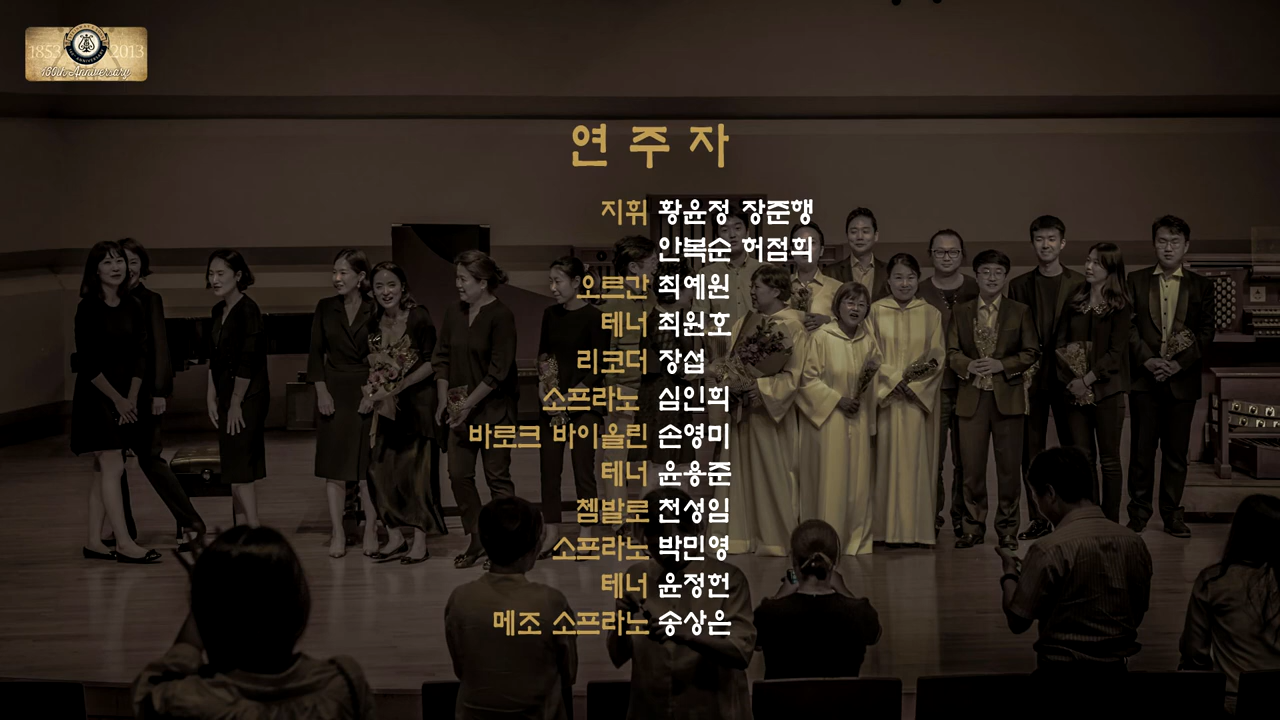 1853 2013
160th Anniversary
연 주 자
지휘 황윤정 장준행
안복순 허점희
오르간 최예원
테너 최원호
리코더 장섭
소프라노 심인희
바로크 바이올린 손영미
테너 윤용준
쳄발로 천성임
소프라노 박민영
테너 윤정헌
메조 소프라노 송상은